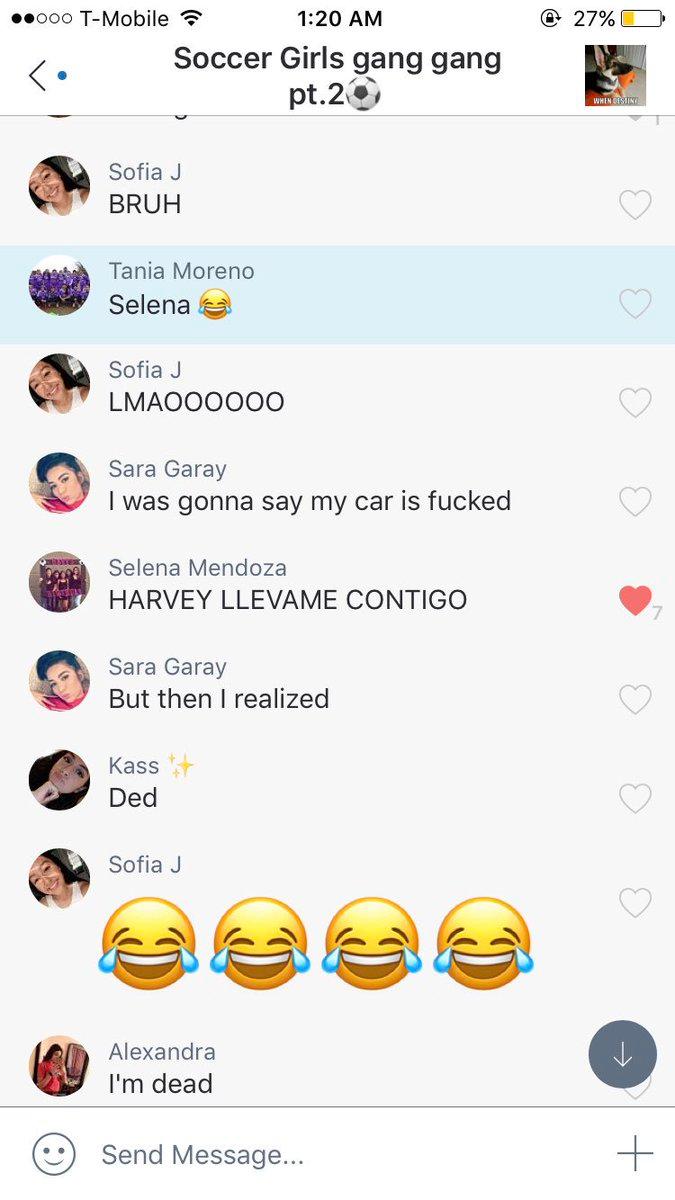 T-Mobile 1:20 AM 27%
Soccer Girls gang gang
pt.2⚽
WHEN DESTINY
Sofia J
BRUH
Tania Moreno
Selena 😂
Sofia J
LMAOOOOOO
Sara Garay
I was gonna say my car is fucked
Selena Mendoza
HARVEY LLEVAME CONTIGO
7
Sara Garay
But then I realized
Kass ✨
Ded
Sofia J
😂😂😂😂
Alexandra
I'm dead
Send Message...